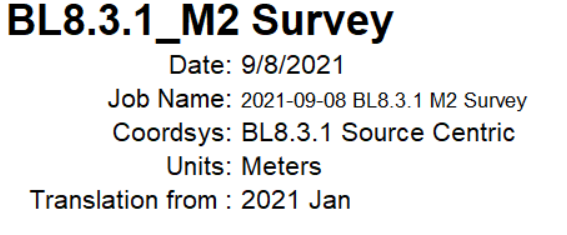 BL8.3.1_M2 Survey
Date: 9/8/2021
Job Name: 2021-09-08 BL8.3.1 M2 Survey
Coordsys: BL8.3.1 Source Centric
Units: Meters
Translation from : 2021 Jan